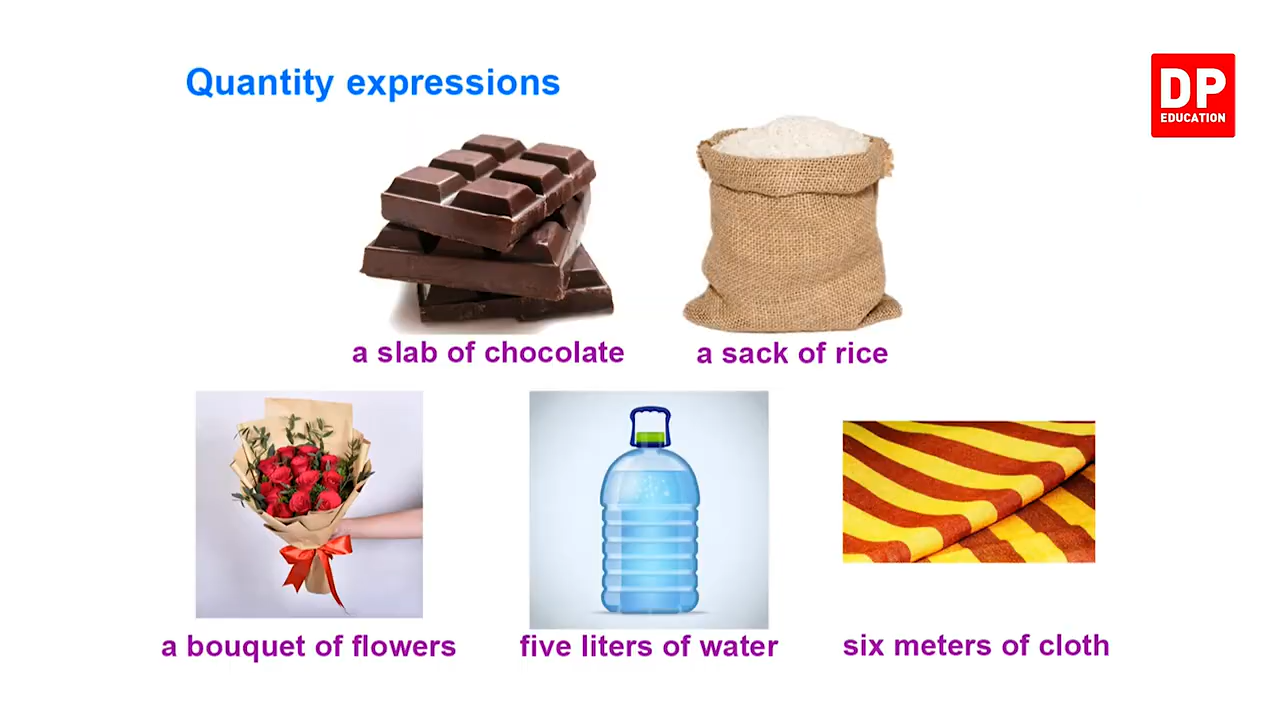 Quantity expressions
DP
EDUCATION
a slab of chocolate
a sack of rice
a bouquet of flowers
five liters of water
six meters of cloth